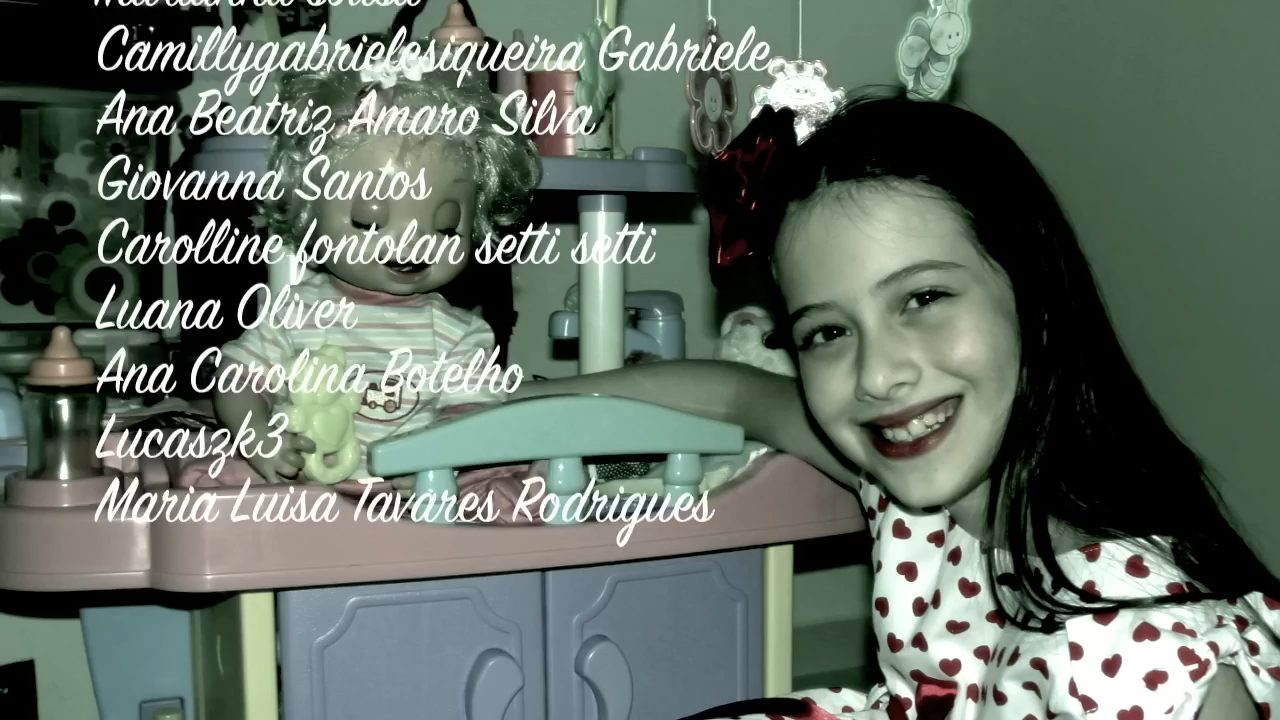 Camillygabrielesiqueira Gabriele
Ana Beatriz Amaro Silva
Giovanna Santos
Carolline fontolan setti setti
Luana Oliver
Ana Carolina Botelho
Lucaszk3
Maria Luisa Tavares Rodrigues